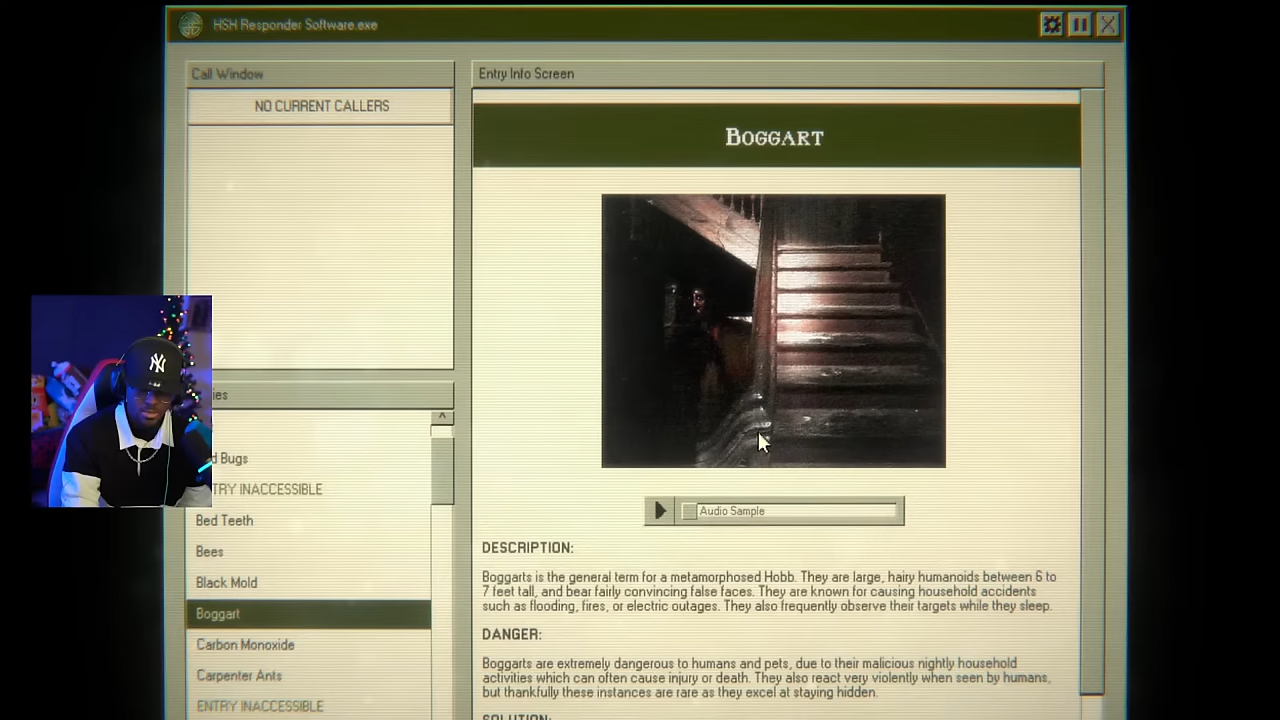 HSH Responder Software.exe
Call Window
NO CURRENT CALLERS
Entry Info Screen
BOGGART
Audio Sample
Bugs
ENTRY INACCESSIBLE
Bed Teeth
Bees
Black Mold
Boggart
Carbon Monoxide
Carpenter Ants
ENTRY INACCESSIBLE
DESCRIPTION:
Boggarts is the general term for a metamorphosed Hobb. They are large, hairy humanoids between 6 to
7 feet tall, and bear fairly convincing false faces. They are known for causing household accidents
such as flooding, fires, or electric outages. They also frequently observe their targets while they sleep.
DANGER:
Boggarts are extremely dangerous to humans and pets, due to their malicious nightly household
activities which can often cause injury or death. They also react very violently when seen by humans,
but thankfully these instances are rare as they excel at staying hidden.
SOLUTION: